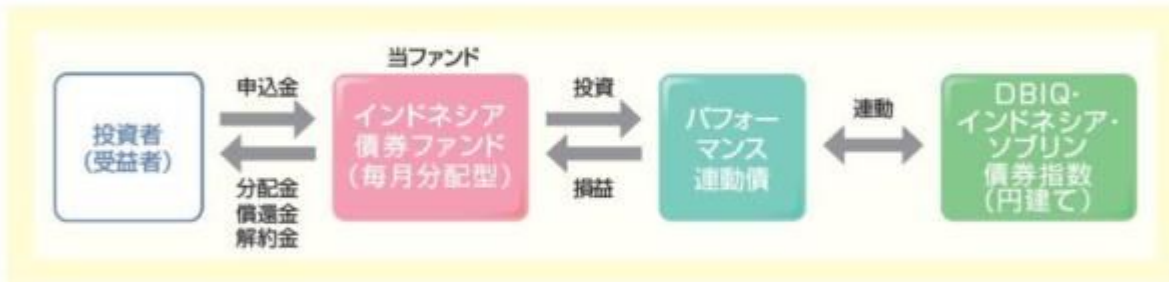 当ファンド
投資者
(受益者)
申込金
分配金
償還金
解約金
インドネシア
債券ファンド
(毎月分配型)
投資
損益
パフォー
マンス
連動債
連動
DBIQ・
インドネシア・
ソブリン
債券指数
(円建て)